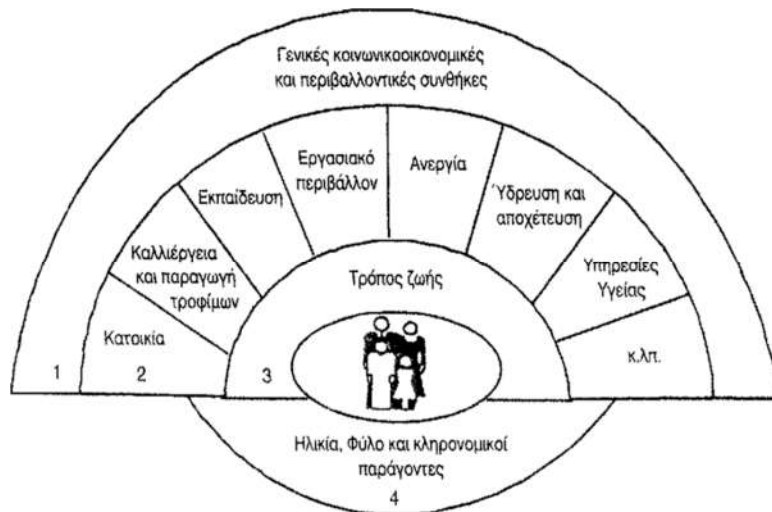 Γενικές κοινωνικοοικονομικές
και περιβαλλοντικές συνθήκες
Κατοικία
Καλλιέργεια
και παραγωγή
τροφίμων
Εκπαίδευση
Εργασιακό
περιβάλλον
Ανεργία
Ύδρευση και
αποχέτευση
Υπηρεσίες
Υγείας
κ.λπ.
Τρόπος ζωής
1
2
3
Ηλικία, Φύλο και κληρονομικοί
παράγοντες
4